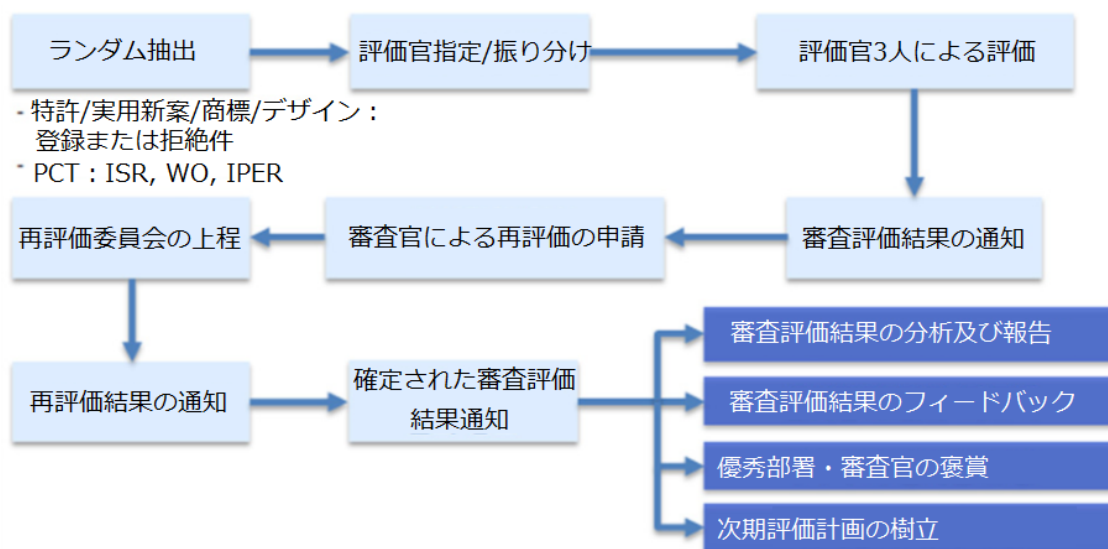 ランダム抽出
評価官指定/振り分け
評価官3人による評価
- 特許/実用新案/商標/デザイン：
登録または拒絶件
- PCT : ISR, WO, IPER
審査評価結果の通知
審査官による再評価の申請
再評価委員会の上程
再評価結果の通知
確定された審査評価
結果通知
審査評価結果の分析及び報告
審査評価結果のフィードバック
優秀部署・審査官の褒賞
次期評価計画の樹立